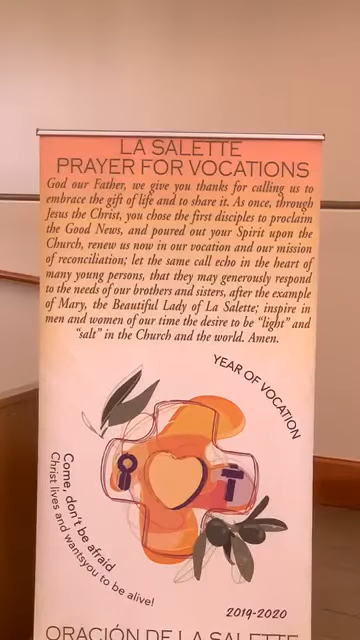 LA SALETTE
PRAYER FOR VOCATIONS
God our Father, we give you thanks for calling us to
embrace the gift of life and to share it. As once, through
Jesus the Christ, you chose the first disciples to proclaim
the Good News, and poured out your Spirit upon the
Church, renew us now in our vocation and our mission
of reconciliation; let the same call echo in the heart of
many young persons, that they may generously respond
to the needs of our brothers and sisters, after the example
of Mary, the Beautiful Lady of La Salette; inspire in
men and women of our time the desire to be “light” and
“salt” in the Church and the world. Amen.
YEAR OF VOCATION
Come, don't be afraid
Christ lives and wantsyou to be alive!
2019-2020
ORACIÓN DE LA SALETTE